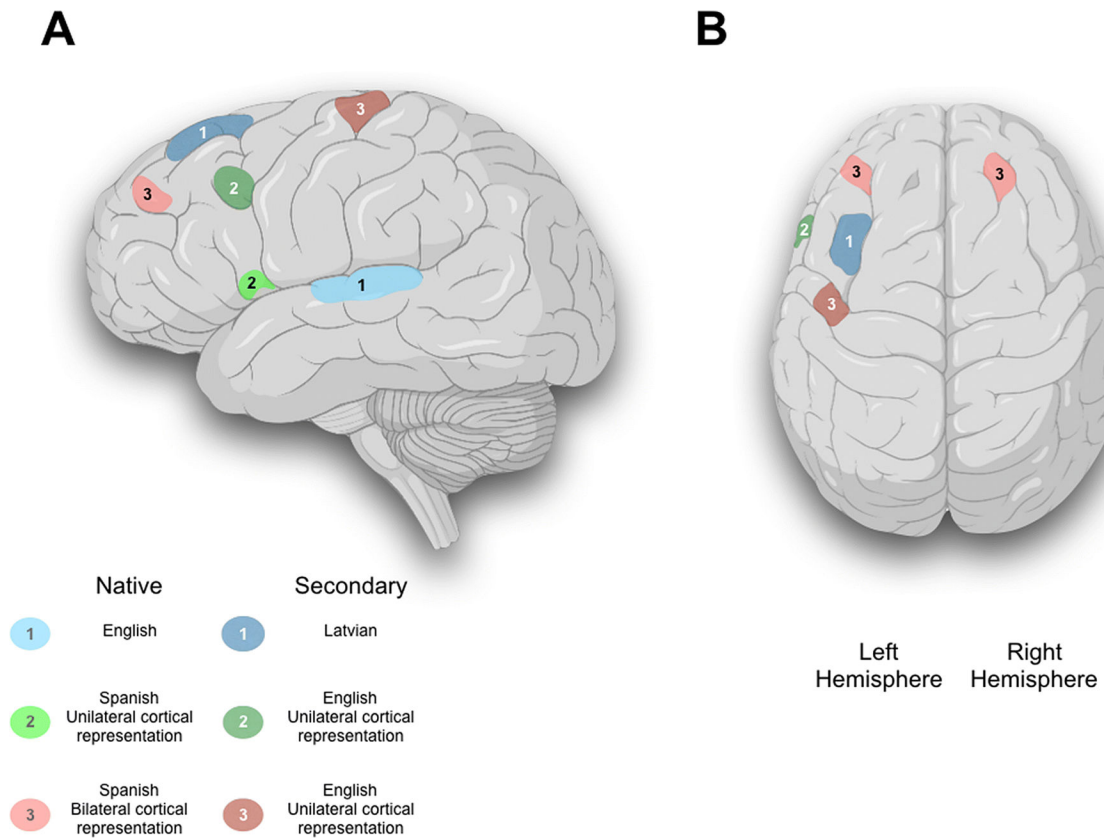 A
B
1
3
3
2
2
1
3
3
2
1
3
Native
Secondary
1
English
1
Latvian
2
Spanish
Unilateral cortical
representation
2
English
Unilateral cortical
representation
3
Spanish
Bilateral cortical
representation
3
English
Unilateral cortical
representation
Left
Hemisphere
Right
Hemisphere